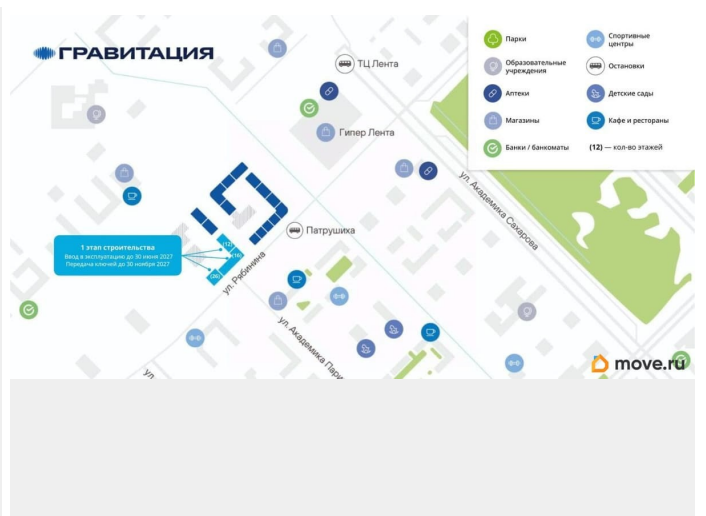 ГРАВИТАЦИЯ
ТЦ Лента
Гипер Лента
Парки
Спортивные
центры
Образовательные
учреждения
Остановки
Аптеки
Детские сады
Магазины
Кафе и рестораны
Банки / банкоматы
(12) — кол-во этажей
ул. Академика Сахарова
Патрушиха
1 этап строительства
Ввод в эксплуатацию до 30 июня 2027
Передача ключей до 30 ноября 2027
(12)
(16)
(26)
ул. Рябинина
ул. Академика Пари
ул.
move.ru